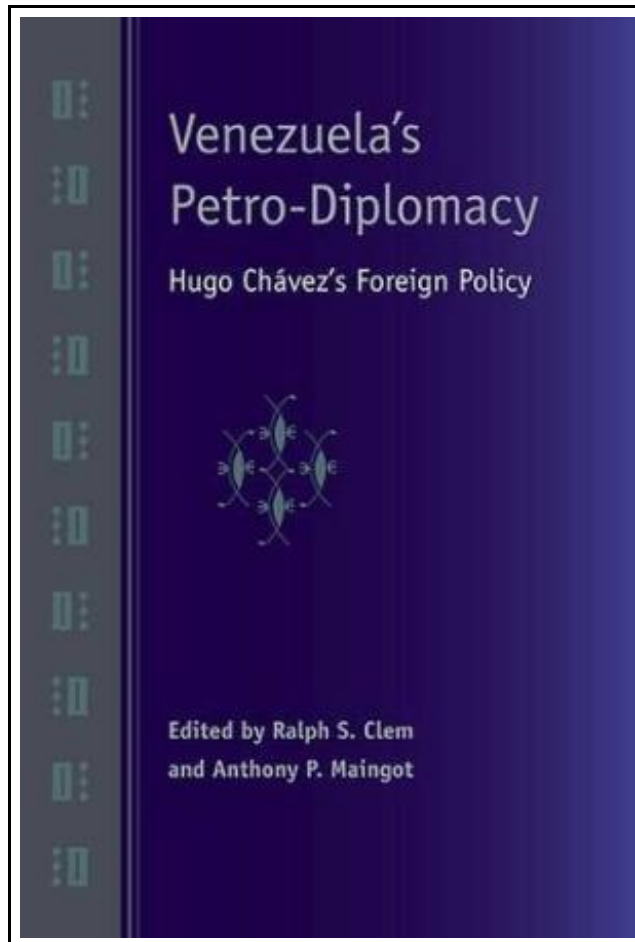 Venezuela's
Petro-Diplomacy
Hugo Chávez's Foreign Policy
Edited by Ralph S. Clem
and Anthony P. Maingot